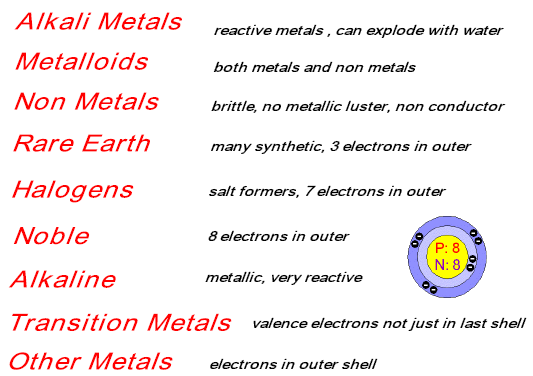 Alkali Metals reactive metals , can explode with water
Metalloids both metals and non metals
Non Metals brittle, no metallic luster, non conductor
Rare Earth many synthetic, 3 electrons in outer
Halogens salt formers, 7 electrons in outer
Noble 8 electrons in outer
P: 8
N: 8
Alkaline metallic, very reactive
Transition Metals valence electrons not just in last shell
Other Metals electrons in outer shell